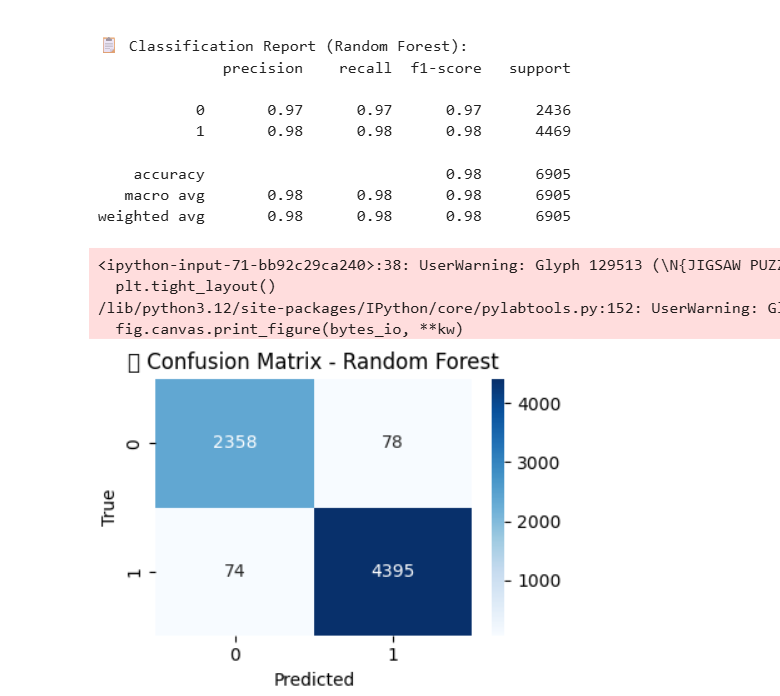 📋 Classification Report (Random Forest):
precision recall f1-score support
0 0.97 0.97 0.97 2436
1 0.98 0.98 0.98 4469
accuracy 0.98 6905
macro avg 0.98 0.98 0.98 6905
weighted avg 0.98 0.98 0.98 6905
<ipython-input-71-bb92c29ca240>:38: UserWarning: Glyph 129513 (\N{JIGSAW
plt.tight_layout()
/lib/python3.12/site-packages/IPython/core/pylabtools.py:152: UserWarning:
fig.canvas.print_figure(bytes_io, **kw)
▯ Confusion Matrix - Random Forest
4000
0 2358 78
3000
True
2000
1 74 4395
1000
0 1
Predicted